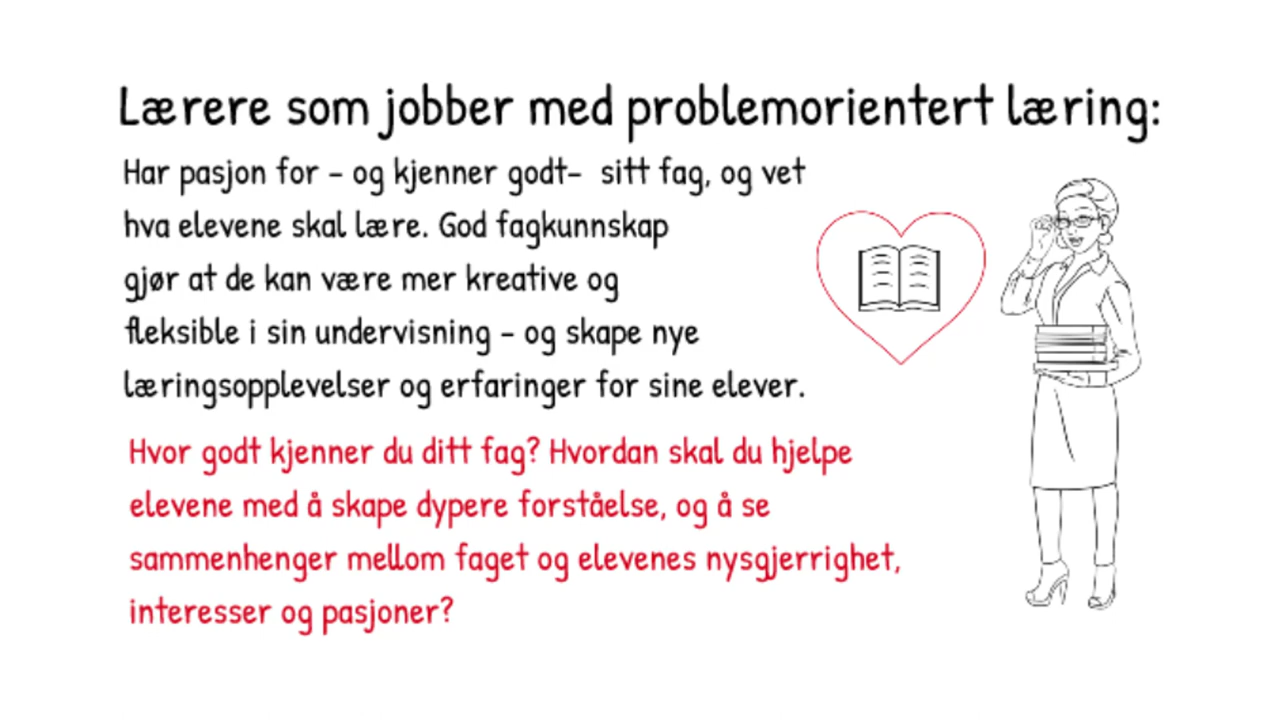 Lærere som jobber med problemorientert læring:
Har pasjon for - og kjenner godt- sitt fag, og vet
hva elevene skal lære. God fagkunnskap
gjør at de kan være mer kreative og
fleksible i sin undervisning - og skape nye
læringsopplevelser og erfaringer for sine elever.
Hvor godt kjenner du ditt fag? Hvordan skal du hjelpe
elevene med å skape dypere forståelse, og å se
sammenhenger mellom faget og elevenes nysgjerrighet,
interesser og pasjoner?